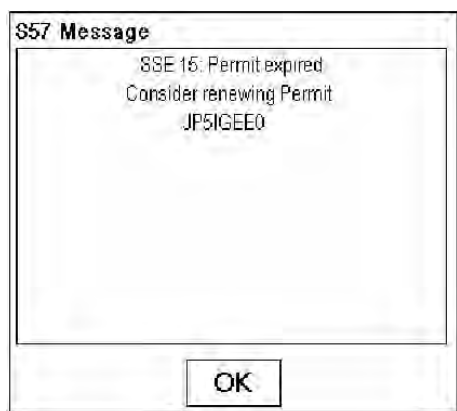 S57 Message
SSE 15: Permit expired
Consider renewing Permit
JP5IGEE0
OK